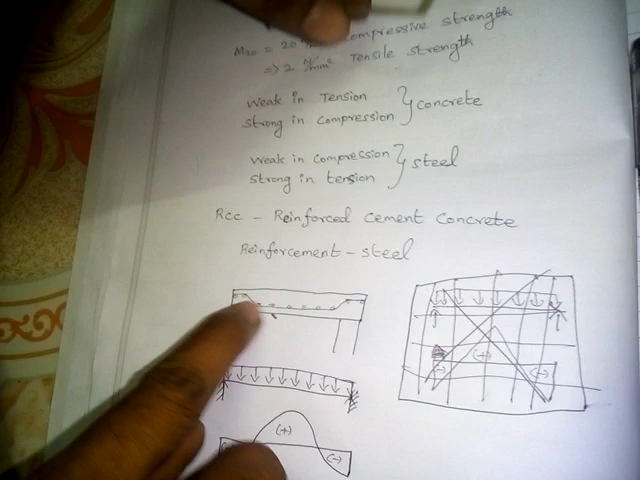 M20 = 20 compressive strength
=> 2 N/mm² Tensile strength
weak in Tension
strong in compression } concrete
weak in compression
strong in tension } steel
Rcc - Reinforced cement concrete
Reinforcement - steel
(+)
(-)
(+)
(-)
(-)